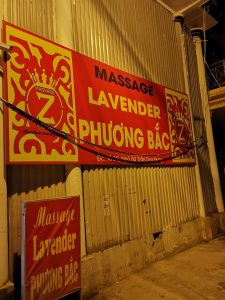 MASSAGE
LAVENDER
PHƯƠNG BẮC
Z
Massage
Lavender
PHƯƠNG BẮC